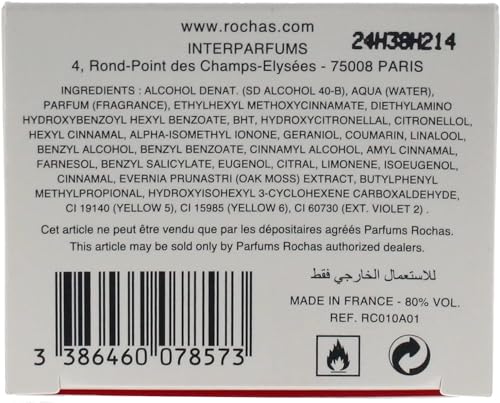 www.rochas.com
24H38H214
INTERPARFUMS
4, Rond-Point des Champs-Elysées - 75008 PARIS
INGREDIENTS : ALCOHOL DENAT. (SD ALCOHOL 40-B), AQUA (WATER),
PARFUM (FRAGRANCE), ETHYLHEXYL METHOXYCINNAMATE, DIETHYLAMINO
HYDROXYBENZOYL HEXYL BENZOATE, BHT, HYDROXYCITRONELLAL, CITRONELLOL,
HEXYL CINNAMAL, ALPHA-ISOMETHYL IONONE, GERANIOL, COUMARIN, LINALOOL,
BENZYL ALCOHOL, BENZYL BENZOATE, CINNAMYL ALCOHOL, AMYL CINNAMAL,
FARNESOL, BENZYL SALICYLATE, EUGENOL, CITRAL, LIMONENE, ISOEUGENOL,
CINNAMAL, EVERNIA PRUNASTRI (OAK MOSS) EXTRACT, BUTYLPHENYL
METHYLPROPIONAL, HYDROXYISOHEXYL 3-CYCLOHEXENE CARBOXALDEHYDE,
CI 19140 (YELLOW 5), CI 15985 (YELLOW 6), CI 60730 (EXT. VIOLET 2) .
Cet article ne peut être vendu que par les dépositaires agréés Parfums Rochas.
This article may be sold only by Parfums Rochas authorized dealers.
للاستعمال الخارجي فقط
MADE IN FRANCE - 80% VOL.
REF. RC010A01
3 386460 078573